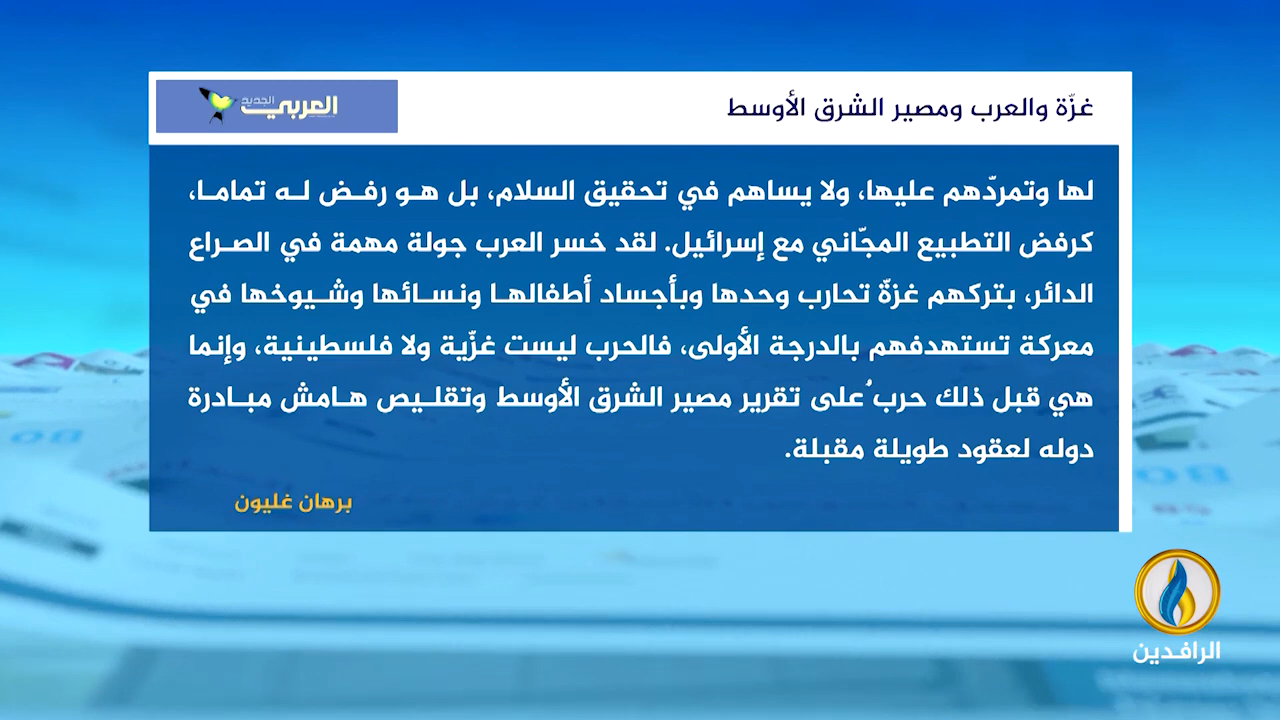 العربي الجديد
غزّة والعرب ومصير الشرق الأوسط
لها وتمردّهم عليها، ولا يساهم في تحقيق السلام، بل هو رفض له تماما،
كرفض التطبيع المجّاني مع إسرائيل. لقد خسر العرب جولة مهمة في الصراع
الدائر، بتركهم غزةّ تحارب وحدها وبأجساد أطفالها ونسائها وشيوخها في
معركة تستهدفهم بالدرجة الأولى، فالحرب ليست غزّية ولا فلسطينية، وإنما
هي قبل ذلك حربُ على تقرير مصير الشرق الأوسط وتقليص هامش مبادرة
دوله لعقود طويلة مقبلة.
برهان غليون
الرافدين